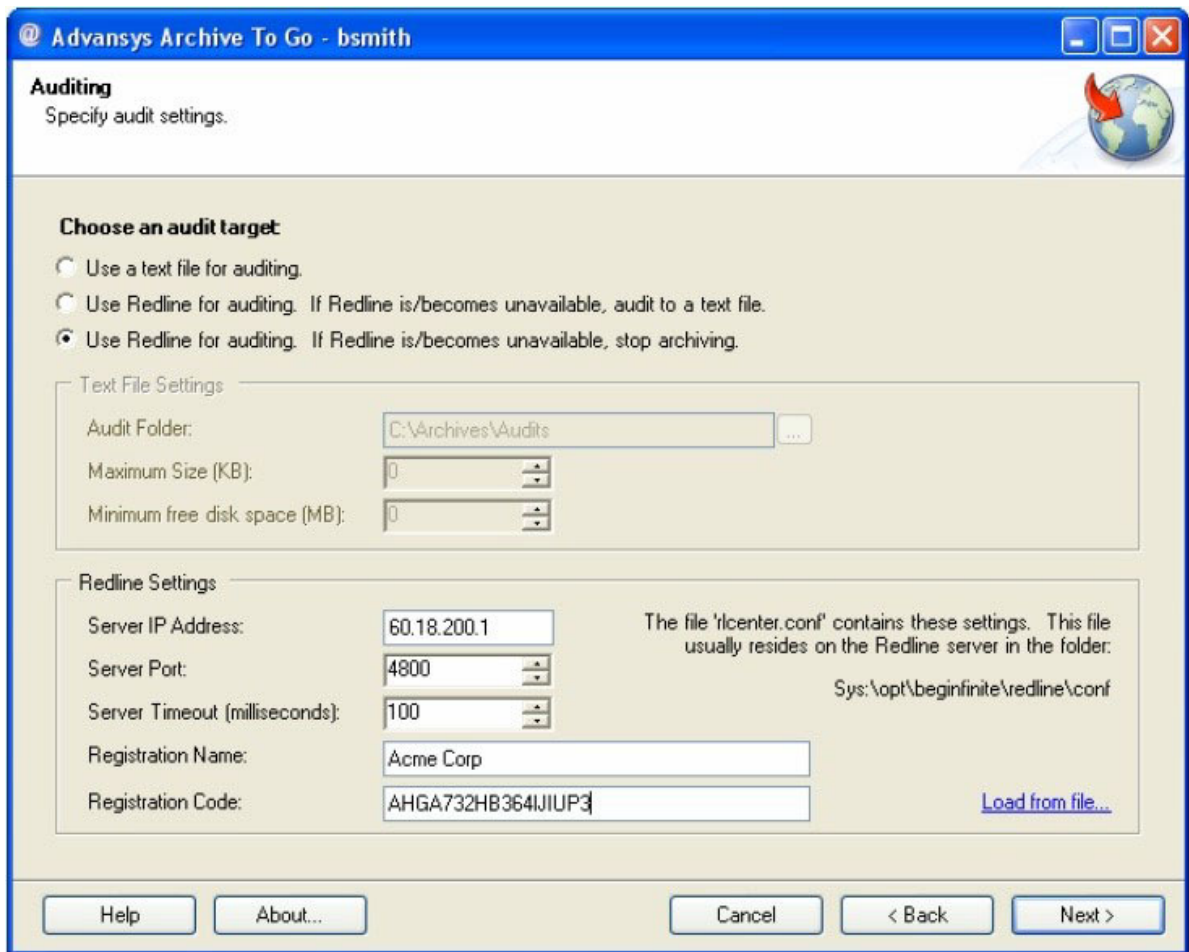 @ Advansys Archive To Go - bsmith
Auditing
Specify audit settings.
Choose an audit target:
Use a text file for auditing.
Use Redline for auditing. If Redline is/becomes unavailable, audit to a text file.
Use Redline for auditing. If Redline is/becomes unavailable, stop archiving.
Text File Settings
Audit Folder: C:\Archives\Audits ...
Maximum Size (KB): 0
Minimum free disk space (MB): 0
Redline Settings
Server IP Address: 60.18.200.1
Server Port: 4800
Server Timeout (milliseconds): 100
The file 'rlcenter.conf' contains these settings. This file
usually resides on the Redline server in the folder:
Sys:\opt\beginfinite\redline\conf
Registration Name: Acme Corp
Registration Code: AHGA732HB364IJIUP3
Load from file...
Help About... Cancel < Back Next >